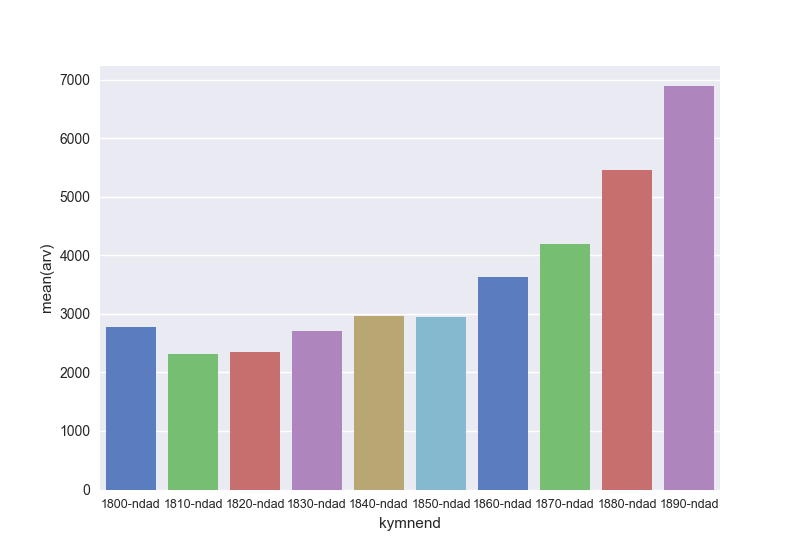 7000
6000
5000
4000
3000
2000
1000
0
mean(arv)
1800-ndad 1810-ndad 1820-ndad 1830-ndad 1840-ndad 1850-ndad 1860-ndad 1870-ndad 1880-ndad 1890-ndad
kymnend